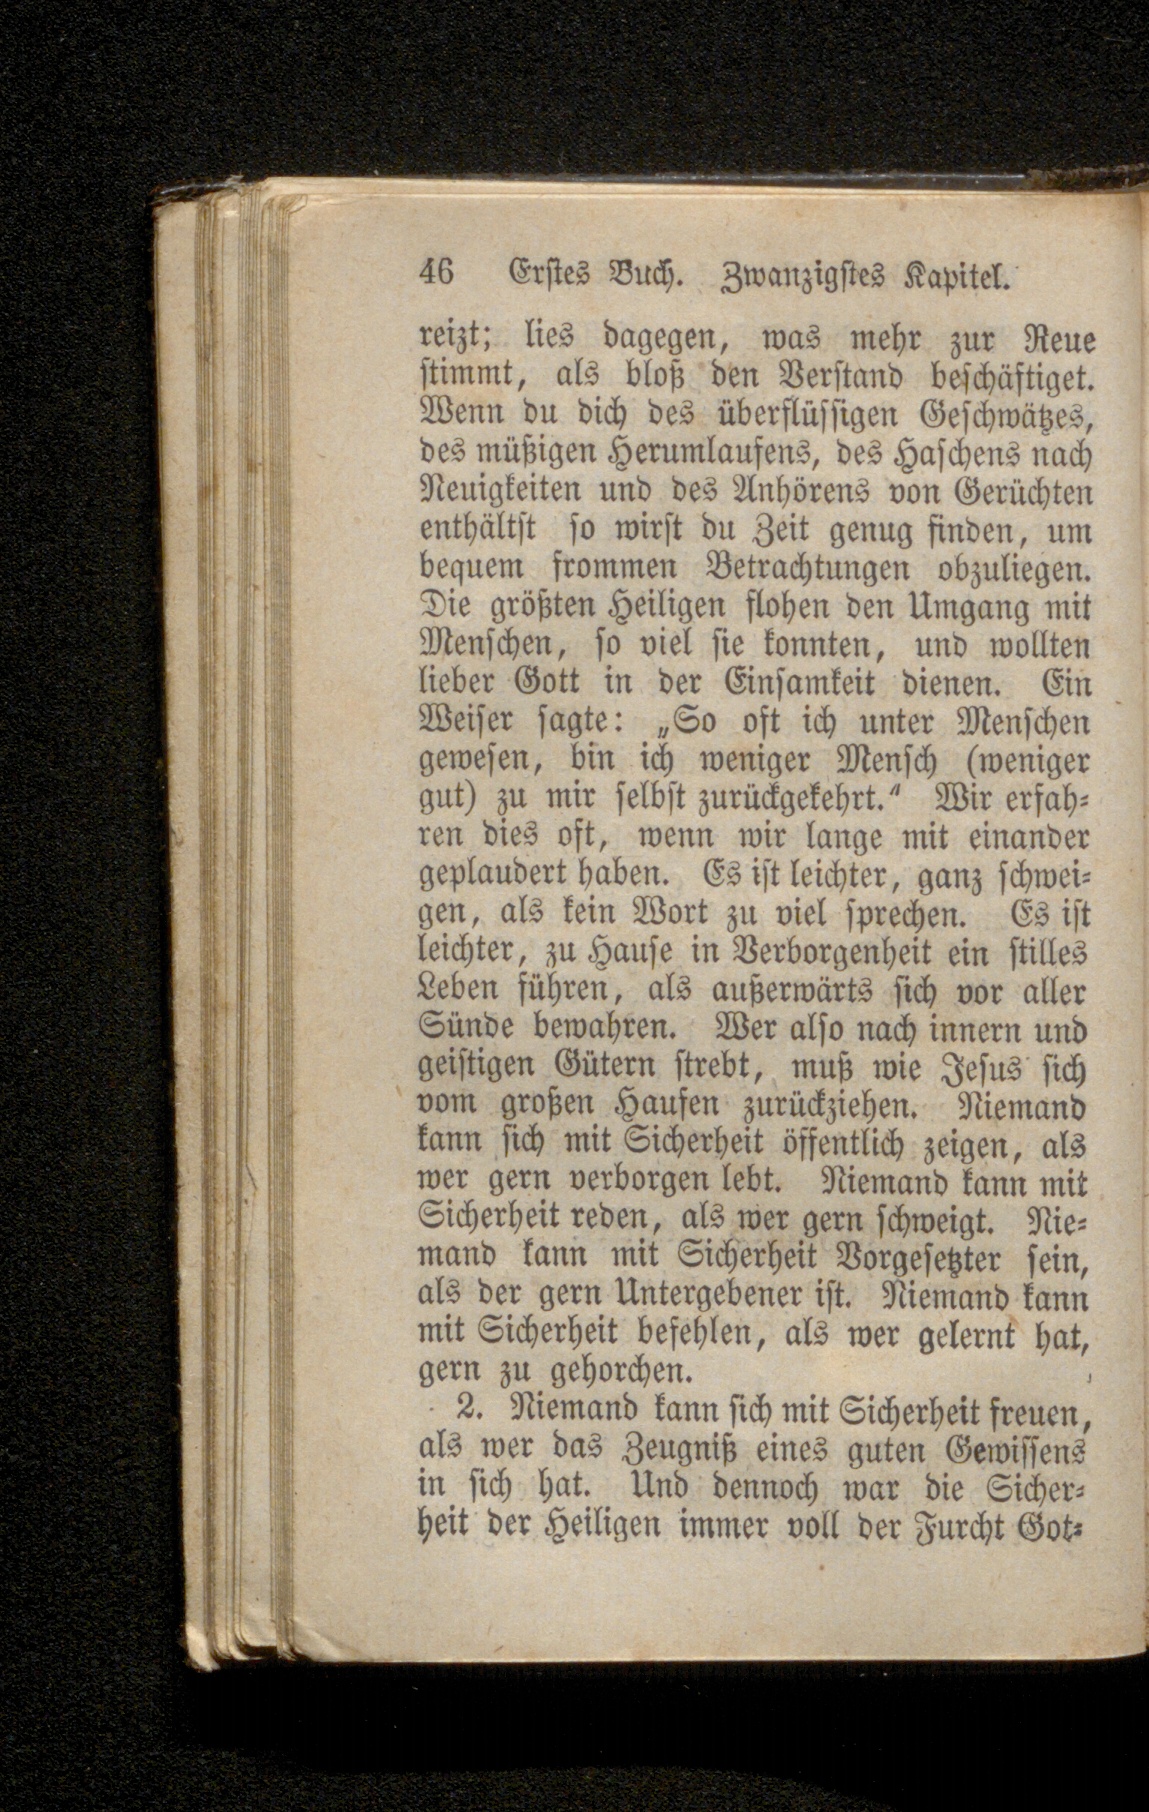 46 Erstes Buch. Zwanzigstes Kapitel.
reizt; lies dagegen, was mehr zur Reue
stimmt, als bloß den Verstand beschäftiget.
Wenn du dich des überflüssigen Geschwätzes,
des müßigen Herumlaufens, des Haschens nach
Neuigkeiten und des Anhörens von Gerüchten
enthältst so wirst du Zeit genug finden, um
bequem frommen Betrachtungen obzuliegen.
Die größten Heiligen flohen den Umgang mit
Menschen, so viel sie konnten, und wollten
lieber Gott in der Einsamkeit dienen. Ein
Weiser sagte: „So oft ich unter Menschen
gewesen, bin ich weniger Mensch (weniger
gut) zu mir selbst zurückgekehrt.“ Wir erfah-
ren dies oft, wenn wir lange mit einander
geplaudert haben. Es ist leichter, ganz schwei-
gen, als kein Wort zu viel sprechen. Es ist
leichter, zu Hause in Verborgenheit ein stilles
Leben führen, als außerwärts sich vor aller
Sünde bewahren. Wer also nach innern und
geistigen Gütern strebt, muß wie Jesus sich
vom großen Haufen zurückziehen. Niemand
kann sich mit Sicherheit öffentlich zeigen, als
wer gern verborgen lebt. Niemand kann mit
Sicherheit reden, als wer gern schweigt. Nie-
mand kann mit Sicherheit Vorgesetzter sein,
als der gern Untergebener ist. Niemand kann
mit Sicherheit befehlen, als wer gelernt hat,
gern zu gehorchen.
2. Niemand kann sich mit Sicherheit freuen,
als wer das Zeugniß eines guten Gewissens
in sich hat. Und dennoch war die Sicher-
heit der Heiligen immer voll der Furcht Got-